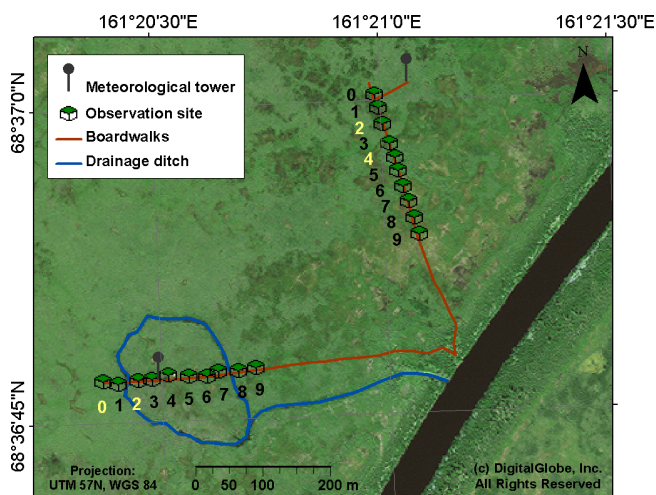 161°20'30"E 161°21'0"E 161°21'30"E
68°37'0"N
68°36'45"N
Meteorological tower
Observation site
Boardwalks
Drainage ditch
N
0
1
2
3
4
5
6
7
8
9
0 1 2 3 4 5 6 7 8 9
Projection:
UTM 57N, WGS 84
0 50 100 200 m
(c) DigitalGlobe, Inc.
All Rights Reserved